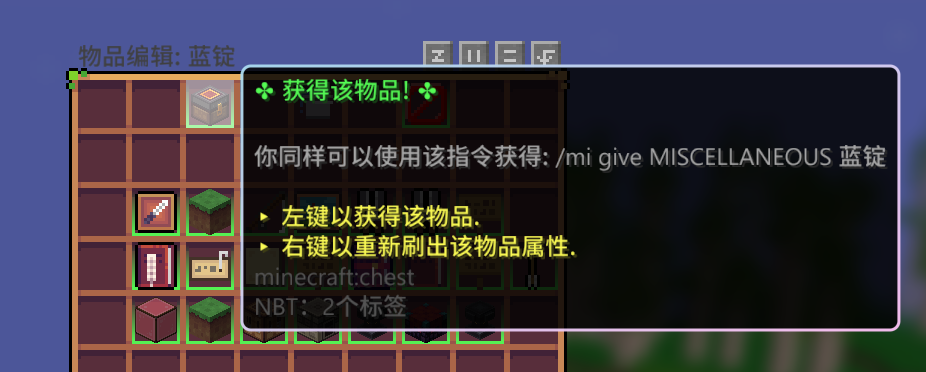 物品编辑: 蓝锭
✤ 获得该物品! ✤
你同样可以使用该指令获得: /mi give MISCELLANEOUS 蓝锭
▸ 左键以获得该物品.
▸ 右键以重新刷出该物品属性.
minecraft:chest
NBT: 2个标签